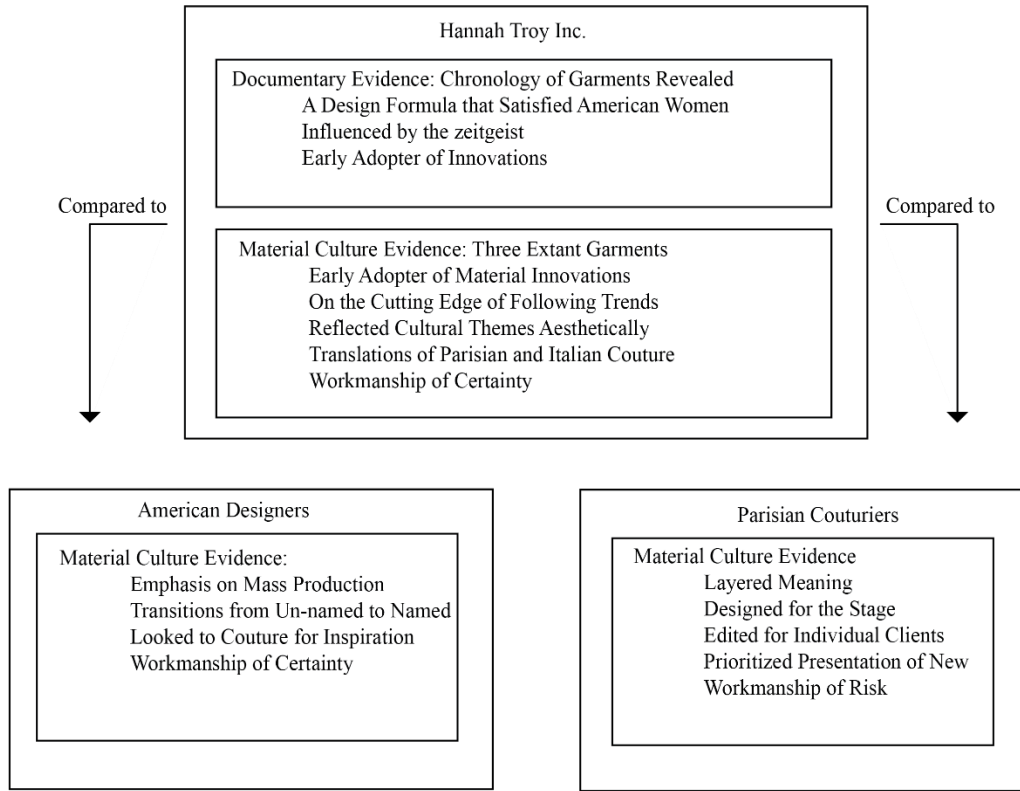 Hannah Troy Inc.
Documentary Evidence: Chronology of Garments Revealed
A Design Formula that Satisfied American Women
Influenced by the zeitgeist
Early Adopter of Innovations
Compared to
Compared to
Material Culture Evidence: Three Extant Garments
Early Adopter of Material Innovations
On the Cutting Edge of Following Trends
Reflected Cultural Themes Aesthetically
Translations of Parisian and Italian Couture
Workmanship of Certainty
American Designers
Material Culture Evidence:
Emphasis on Mass Production
Transitions from Un-named to Named
Looked to Couture for Inspiration
Workmanship of Certainty
Parisian Couturiers
Material Culture Evidence
Layered Meaning
Designed for the Stage
Edited for Individual Clients
Prioritized Presentation of New
Workmanship of Risk